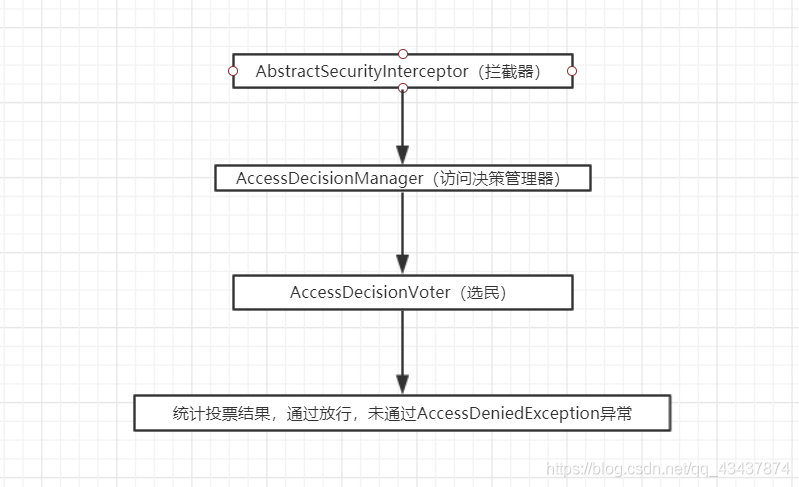 AbstractSecurityInterceptor（拦截器）
AccessDecisionManager（访问决策管理器）
AccessDecisionVoter（选民）
统计投票结果，通过放行，未通过AccessDeniedException异常
https://blog.csdn.net/qq_43437874